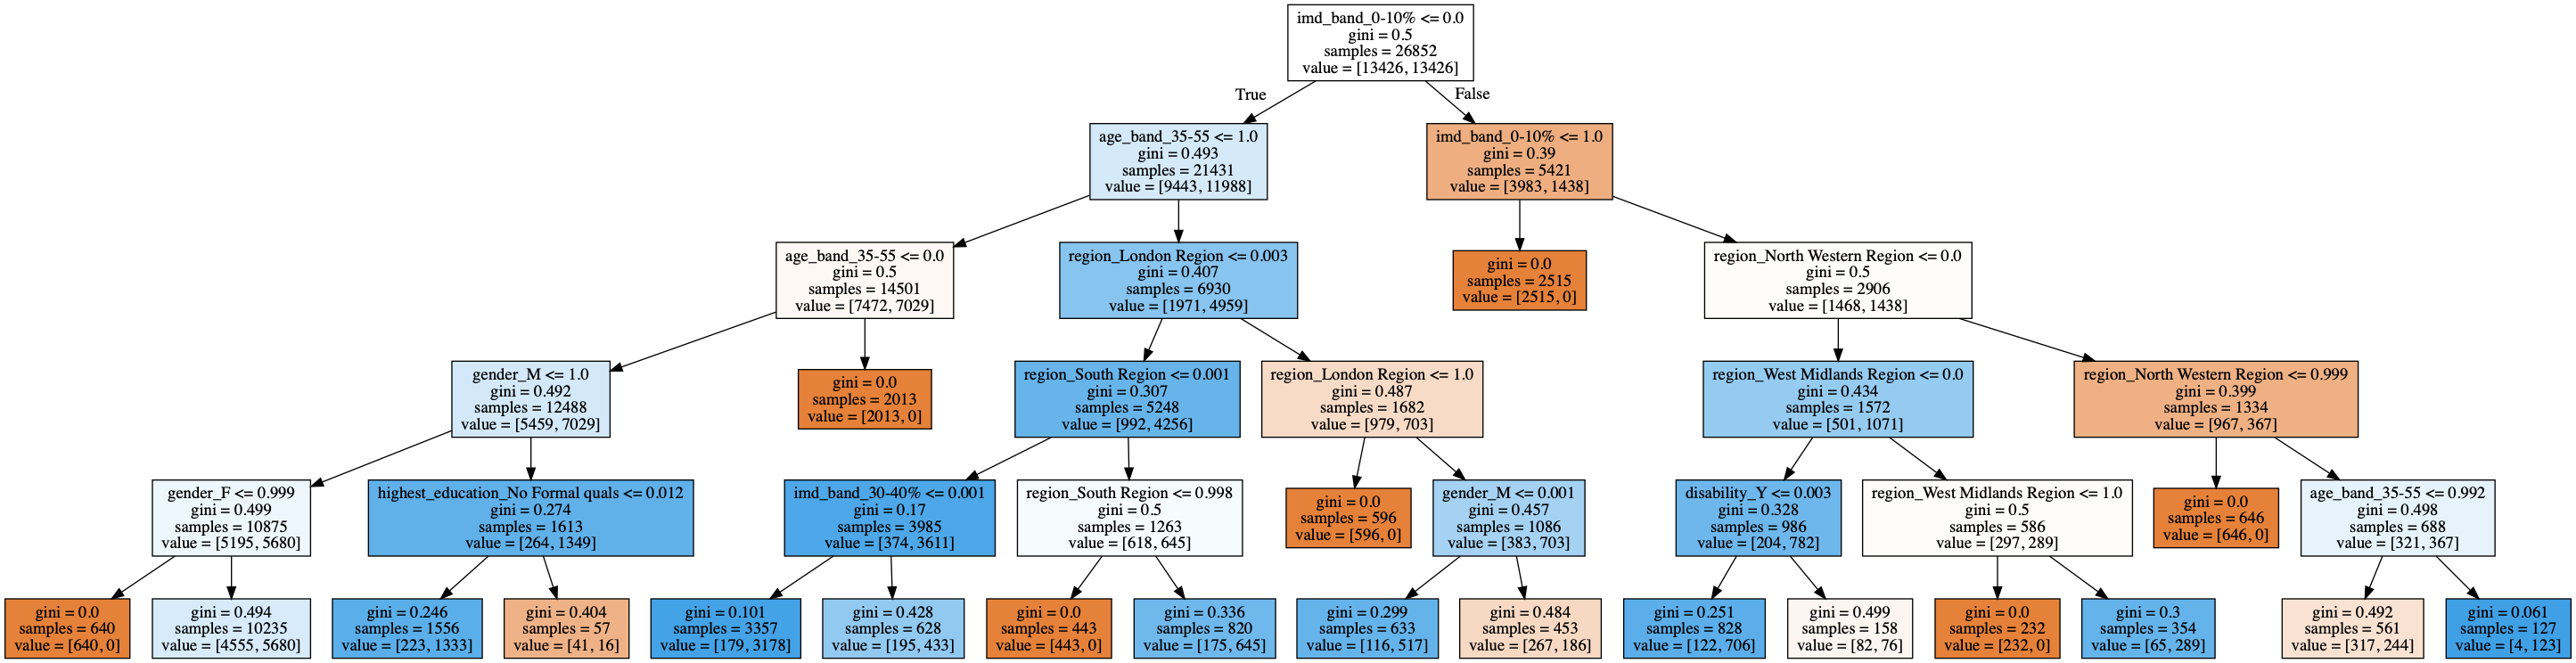 imd_band_0-10% <= 0.0
gini = 0.5
samples = 26852
value = [13426, 13426]
True
False
age_band_35-55 <= 1.0
gini = 0.493
samples = 21431
value = [9443, 11988]
imd_band_0-10% <= 1.0
gini = 0.39
samples = 5421
value = [3983, 1438]
age_band_35-55 <= 0.0
gini = 0.5
samples = 14501
value = [7472, 7029]
region_London Region <= 0.003
gini = 0.407
samples = 6930
value = [1971, 4959]
gini = 0.0
samples = 2515
value = [2515, 0]
region_North Western Region <= 0.0
gini = 0.5
samples = 2906
value = [1468, 1438]
gender_M <= 1.0
gini = 0.492
samples = 12488
value = [5459, 7029]
gini = 0.0
samples = 2013
value = [2013, 0]
region_South Region <= 0.001
gini = 0.307
samples = 5248
value = [992, 4256]
region_London Region <= 1.0
gini = 0.487
samples = 1682
value = [979, 703]
region_West Midlands Region <= 0.0
gini = 0.434
samples = 1572
value = [501, 1071]
region_North Western Region <= 0.999
gini = 0.399
samples = 1334
value = [967, 367]
gender_F <= 0.999
gini = 0.499
samples = 10875
value = [5195, 5680]
highest_education_No Formal quals <= 0.012
gini = 0.274
samples = 1613
value = [264, 1349]
imd_band_30-40% <= 0.001
gini = 0.17
samples = 3985
value = [374, 3611]
region_South Region <= 0.998
gini = 0.5
samples = 1263
value = [618, 645]
gini = 0.0
samples = 596
value = [596, 0]
gender_M <= 0.001
gini = 0.457
samples = 1086
value = [383, 703]
disability_Y <= 0.003
gini = 0.328
samples = 986
value = [204, 782]
region_West Midlands Region <= 1.0
gini = 0.5
samples = 586
value = [297, 289]
gini = 0.0
samples = 646
value = [646, 0]
age_band_35-55 <= 0.992
gini = 0.498
samples = 688
value = [321, 367]
gini = 0.0
samples = 640
value = [640, 0]
gini = 0.494
samples = 10235
value = [4555, 5680]
gini = 0.246
samples = 1556
value = [223, 1333]
gini = 0.404
samples = 57
value = [41, 16]
gini = 0.101
samples = 3357
value = [179, 3178]
gini = 0.428
samples = 628
value = [195, 433]
gini = 0.0
samples = 443
value = [443, 0]
gini = 0.336
samples = 820
value = [175, 645]
gini = 0.299
samples = 633
value = [116, 517]
gini = 0.484
samples = 453
value = [267, 186]
gini = 0.251
samples = 828
value = [122, 706]
gini = 0.499
samples = 158
value = [82, 76]
gini = 0.0
samples = 232
value = [232, 0]
gini = 0.3
samples = 354
value = [65, 289]
gini = 0.492
samples = 561
value = [317, 244]
gini = 0.061
samples = 127
value = [4, 123]